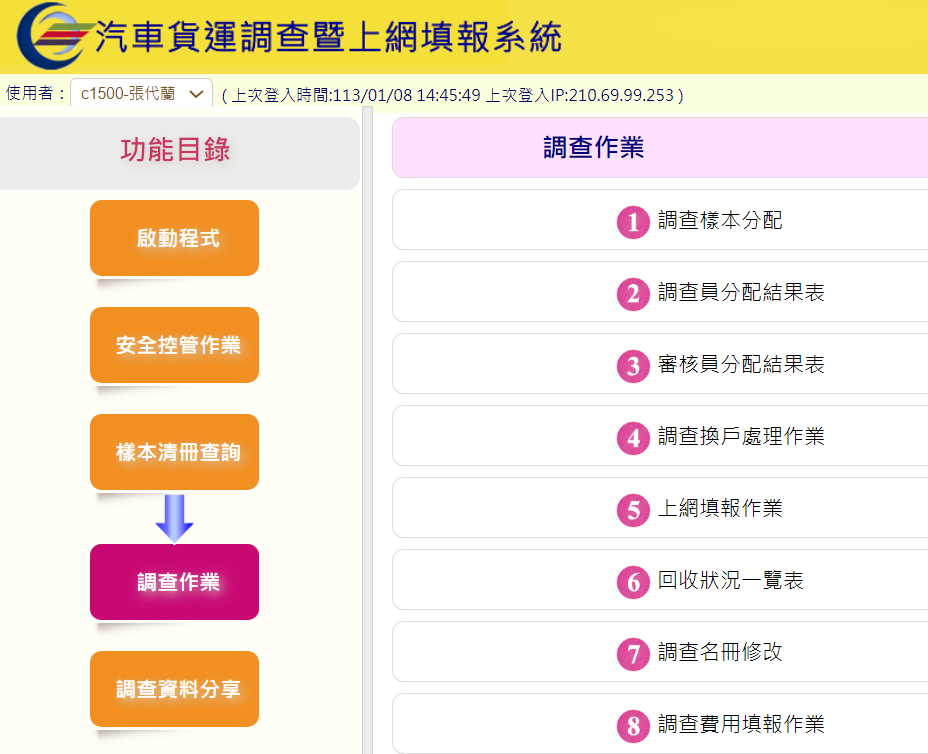 汽車貨運調查暨上網填報系統
使用者： c1500-張代蘭 ( 上次登入時間:113/01/08 14:45:49 上次登入IP:210.69.99.253 )
功能目錄
啟動程式
安全控管作業
樣本清冊查詢
調查作業
調查資料分享
調查作業
1 調查樣本分配
2 調查員分配結果表
3 審核員分配結果表
4 調查換戶處理作業
5 上網填報作業
6 回收狀況一覽表
7 調查名冊修改
8 調查費用填報作業